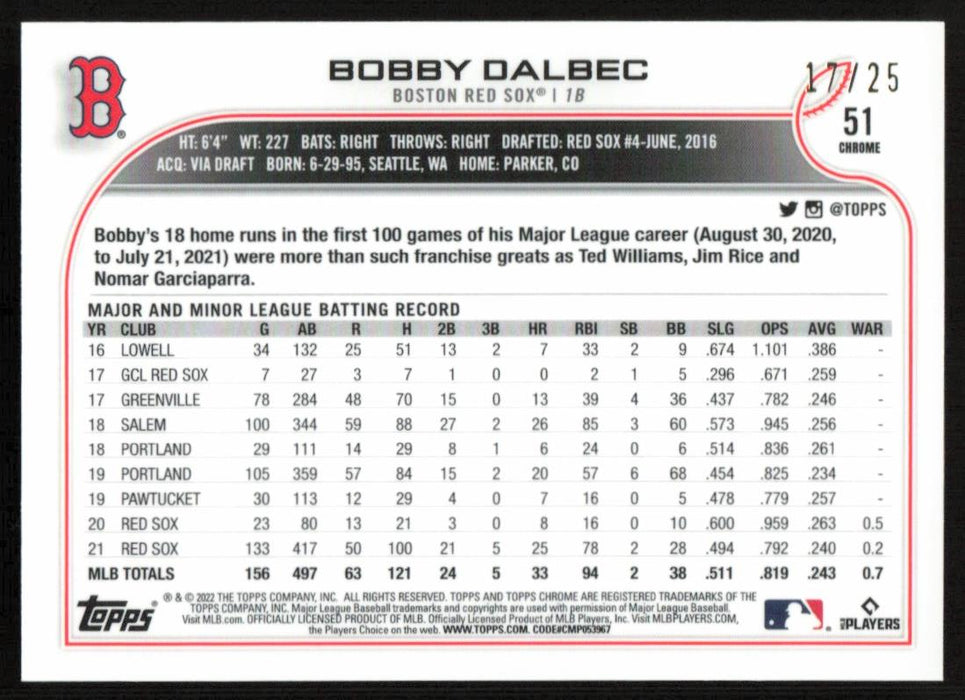 B
BOBBY DALBEC
BOSTON RED SOX® | 1B
17/25
51
CHROME
HT: 6'4" WT: 227 BATS: RIGHT THROWS: RIGHT DRAFTED: RED SOX #4-JUNE, 2016
ACQ: VIA DRAFT BORN: 6-29-95, SEATTLE, WA HOME: PARKER, CO
@TOPPS
Bobby's 18 home runs in the first 100 games of his Major League career (August 30, 2020,
to July 21, 2021) were more than such franchise greats as Ted Williams, Jim Rice and
Nomar Garciaparra.
MAJOR AND MINOR LEAGUE BATTING RECORD
YR CLUB G AB R H 2B 3B HR RBI SB BB SLG OPS AVG WAR
16 LOWELL 34 132 25 51 13 2 7 33 2 9 .674 1.101 .386 -
17 GCL RED SOX 7 27 3 7 1 0 0 2 1 5 .296 .671 .259 -
17 GREENVILLE 78 284 48 70 15 0 13 39 4 36 .437 .782 .246 -
18 SALEM 100 344 59 88 27 2 26 85 3 60 .573 .945 .256 -
18 PORTLAND 29 111 14 29 8 1 6 24 0 6 .514 .836 .261 -
19 PORTLAND 105 359 57 84 15 2 20 57 6 68 .454 .825 .234 -
19 PAWTUCKET 30 113 12 29 4 0 7 16 0 5 .478 .779 .257 -
20 RED SOX 23 80 13 21 3 0 8 16 0 10 .600 .959 .263 0.5
21 RED SOX 133 417 50 100 21 5 25 78 2 28 .494 .792 .240 0.2
MLB TOTALS 156 497 63 121 24 5 33 94 2 38 .511 .819 .243 0.7
TOPPS®
® & © 2022 THE TOPPS COMPANY, INC. ALL RIGHTS RESERVED. TOPPS AND TOPPS CHROME ARE REGISTERED TRADEMARKS OF THE
TOPPS COMPANY, INC. Major League Baseball trademarks and copyrights are used with permission of Major League Baseball.
Visit MLB.com. OFFICIALLY LICENSED PRODUCT OF MLB. Officially Licensed Product of MLB Players, Inc. Visit MLBPLAYERS.COM,
the Players Choice on the web. WWW.TOPPS.COM. CODE#CMP053967
MLB PLAYERS